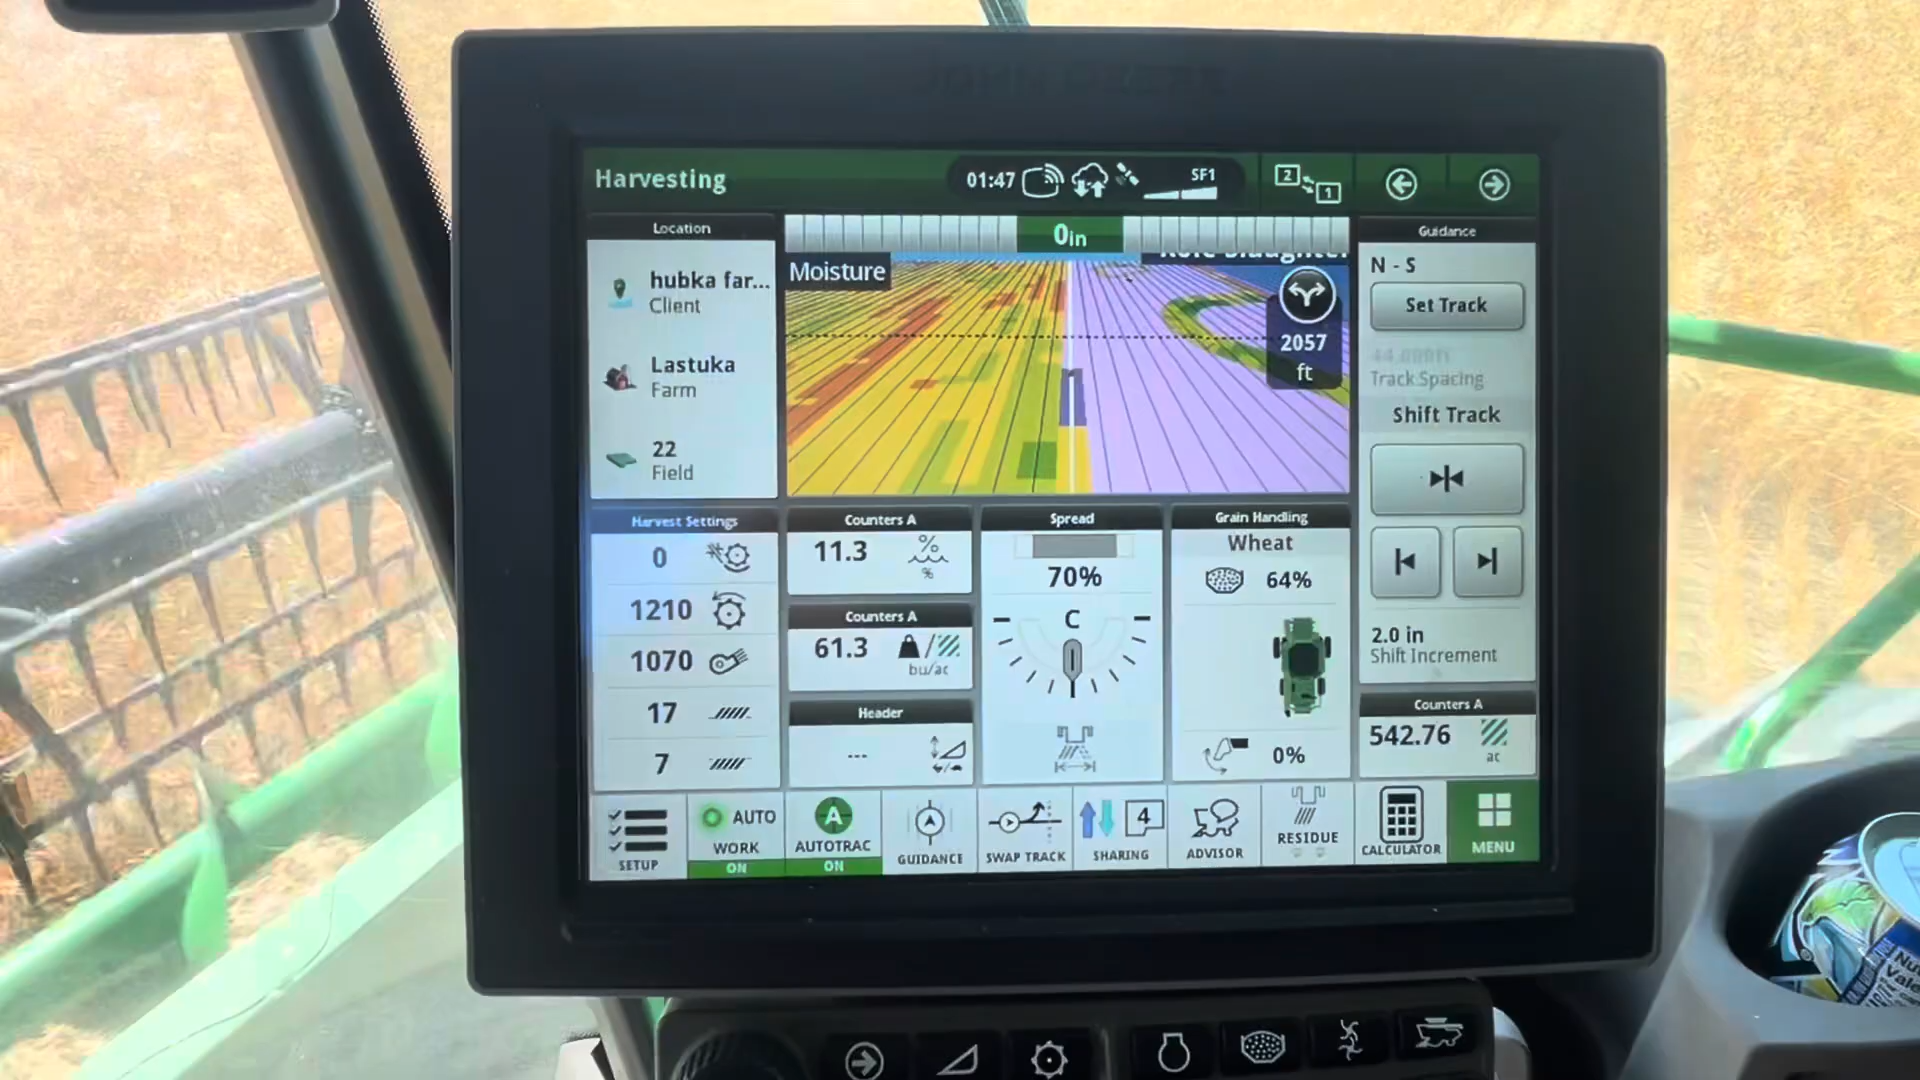 Harvesting
01:47
SF1
2
1
Location
hubka far...
Client
Lastuka
Farm
22
Field
0in
Moisture
2057
ft
Guidance
N - S
Set Track
Track Spacing
Shift Track
2.0 in
Shift Increment
Harvest Settings
0
1210
1070
17
7
Counters A
11.3
%
%
Counters A
61.3
bu/ac
Header
---
Spread
70%
C
Grain Handling
Wheat
64%
0%
Counters A
542.76
ac
SETUP
AUTO
WORK
ON
A
AUTOTRAC
ON
GUIDANCE
SWAP TRACK
4
SHARING
ADVISOR
RESIDUE
CALCULATOR
MENU